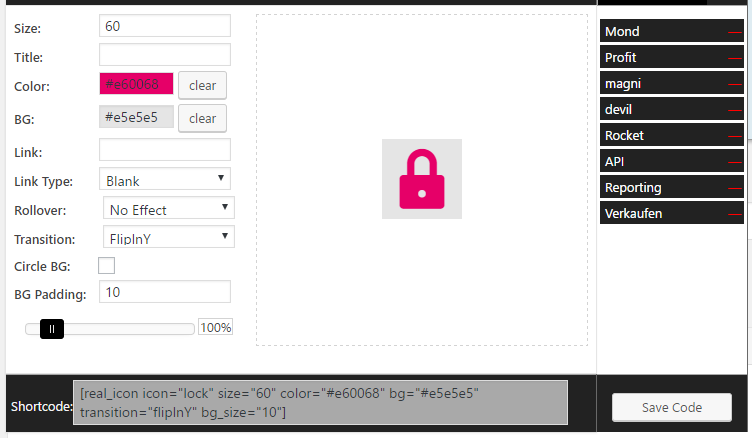 Size: 60
Title:
Color: #e60068 clear
BG: #e5e5e5 clear
Link:
Link Type: Blank
Rollover: No Effect
Transition: FlipInY
Circle BG:
BG Padding: 10
100%
Mond —
Profit —
magni —
devil —
Rocket —
API —
Reporting —
Verkaufen —
Shortcode: [real_icon icon="lock" size="60" color="#e60068" bg="#e5e5e5"
transition="flipInY" bg_size="10"]
Save Code